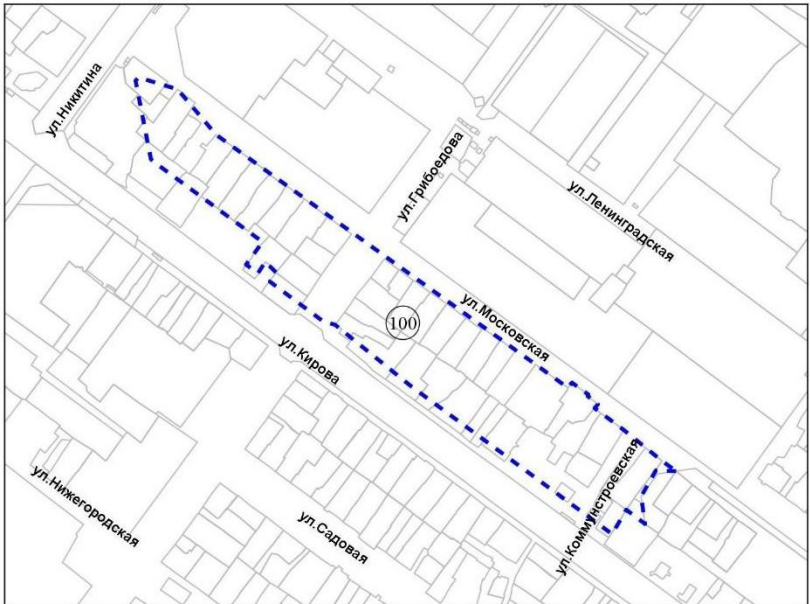 ул.Никитина
ул.Грибоедова
ул.Ленинградская
ул.Московская
100
ул.Кирова
ул.Коммунстроевская
ул.Нижегородская
ул.Садовая